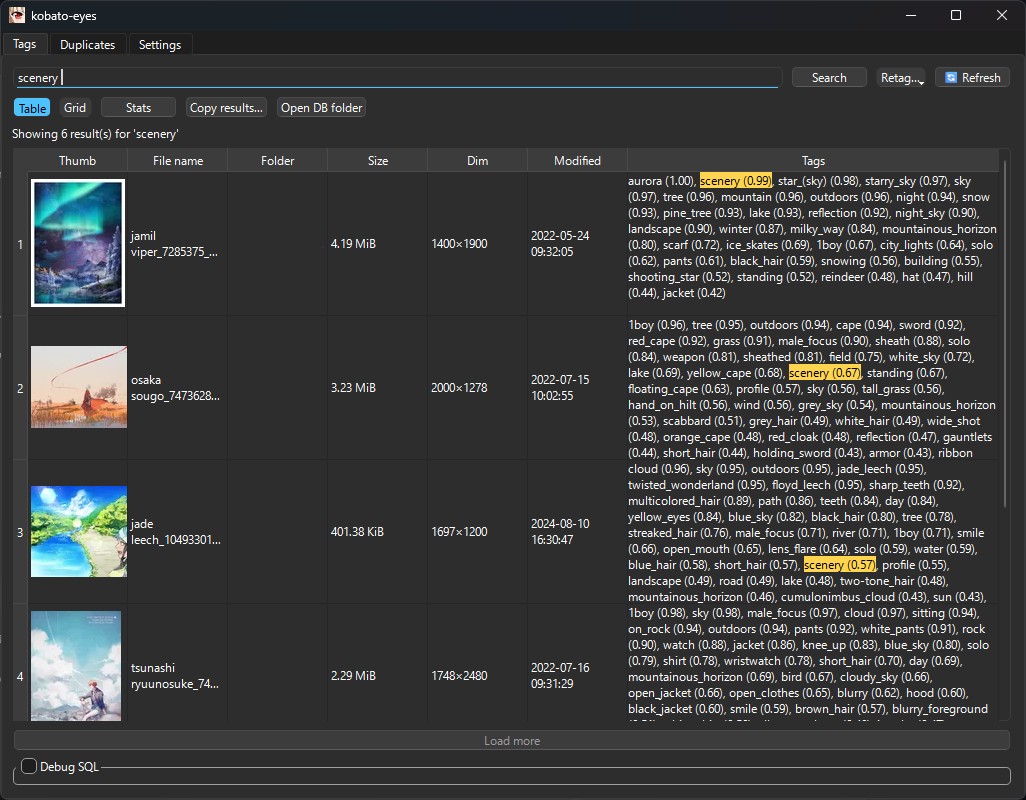 kobato-eyes
Tags Duplicates Settings
scenery
Search Retag... Refresh
Table Grid Stats Copy results... Open DB folder
Showing 6 result(s) for 'scenery'
Thumb File name Folder Size Dim Modified Tags
1
jamil
viper_7285375_...
4.19 MiB
1400×1900
2022-05-24
09:32:05
aurora (1.00), scenery (0.99), star_(sky) (0.98), starry_sky (0.97), sky
(0.97), tree (0.96), mountain (0.96), outdoors (0.96), night (0.94), snow
(0.93), pine_tree (0.93), lake (0.93), reflection (0.92), night_sky (0.90),
landscape (0.90), winter (0.87), milky_way (0.84), mountainous_horizon
(0.80), scarf (0.72), ice_skates (0.69), 1boy (0.67), city_lights (0.64), solo
(0.62), pants (0.61), black_hair (0.59), snowing (0.56), building (0.55),
shooting_star (0.52), standing (0.52), reindeer (0.48), hat (0.47), hill
(0.44), jacket (0.42)
2
osaka
sougo_7473628...
3.23 MiB
2000×1278
2022-07-15
10:02:55
1boy (0.96), tree (0.95), outdoors (0.94), cape (0.94), sword (0.92),
red_cape (0.92), grass (0.91), male_focus (0.90), sheath (0.88), solo
(0.84), weapon (0.81), sheathed (0.81), field (0.75), white_sky (0.72),
lake (0.69), yellow_cape (0.68), scenery (0.67), standing (0.67),
floating_cape (0.63), profile (0.57), sky (0.56), tall_grass (0.56),
hand_on_hilt (0.56), wind (0.56), grey_sky (0.54), mountainous_horizon
(0.53), scabbard (0.51), grey_hair (0.49), white_hair (0.49), wide_shot
(0.48), orange_cape (0.48), red_cloak (0.48), reflection (0.47), gauntlets
(0.44), short_hair (0.44), holding_sword (0.43), armor (0.43), ribbon
3
jade
leech_10493301...
401.38 KiB
1697×1200
2024-08-10
16:30:47
cloud (0.96), sky (0.95), outdoors (0.95), jade_leech (0.95),
twisted_wonderland (0.95), floyd_leech (0.95), sharp_teeth (0.92),
multicolored_hair (0.89), path (0.86), teeth (0.84), day (0.84),
yellow_eyes (0.84), blue_sky (0.82), black_hair (0.80), tree (0.78),
streaked_hair (0.76), male_focus (0.71), river (0.71), 1boy (0.71), smile
(0.66), open_mouth (0.65), lens_flare (0.64), solo (0.59), water (0.59),
blue_hair (0.58), short_hair (0.57), scenery (0.57), profile (0.55),
landscape (0.49), road (0.49), lake (0.48), two-tone_hair (0.48),
mountainous_horizon (0.46), cumulonimbus_cloud (0.43), sun (0.43),
4
tsunashi
ryuunosuke_74...
2.29 MiB
1748×2480
2022-07-16
09:31:29
1boy (0.98), sky (0.98), male_focus (0.97), cloud (0.97), sitting (0.94),
on_rock (0.94), outdoors (0.94), pants (0.92), white_pants (0.91), rock
(0.90), watch (0.88), jacket (0.86), knee_up (0.83), blue_sky (0.80), solo
(0.79), shirt (0.78), wristwatch (0.78), short_hair (0.70), day (0.69),
mountainous_horizon (0.69), bird (0.67), cloudy_sky (0.66),
open_jacket (0.66), open_clothes (0.65), blurry (0.62), hood (0.60),
black_jacket (0.60), smile (0.59), brown_hair (0.57), blurry_foreground
Load more
Debug SQL